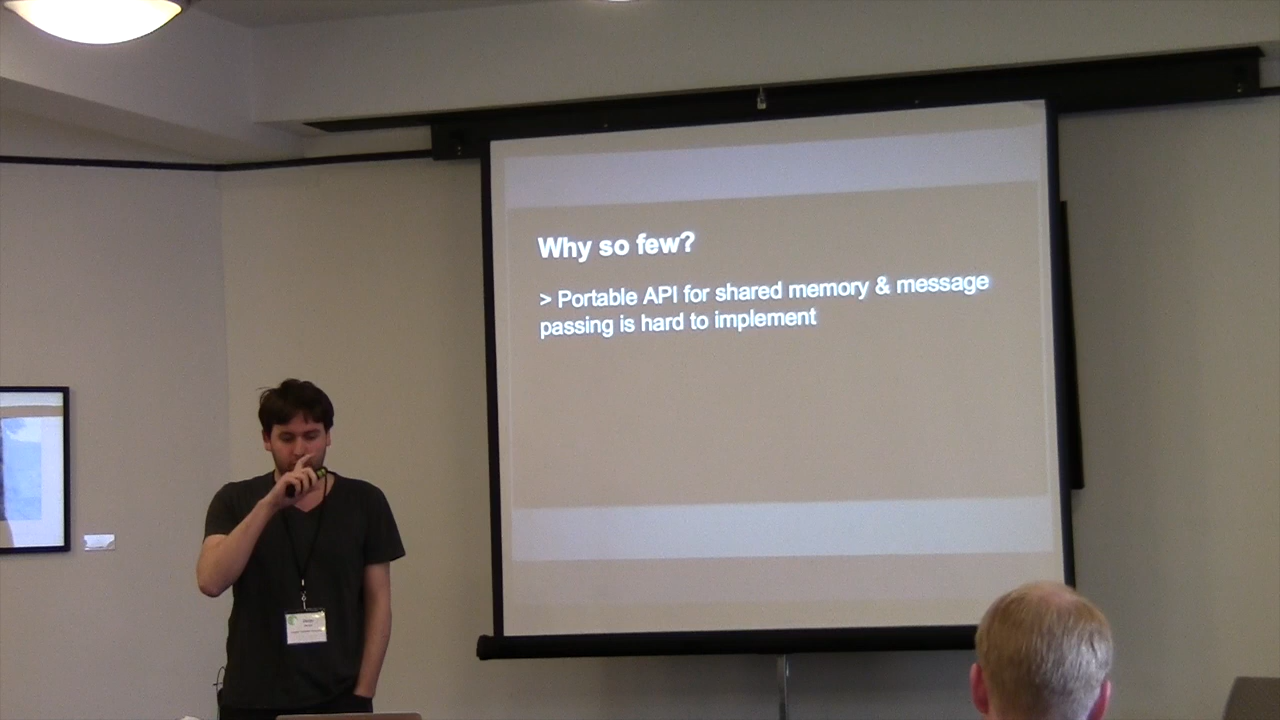 Why so few?
> Portable API for shared memory & message
passing is hard to implement